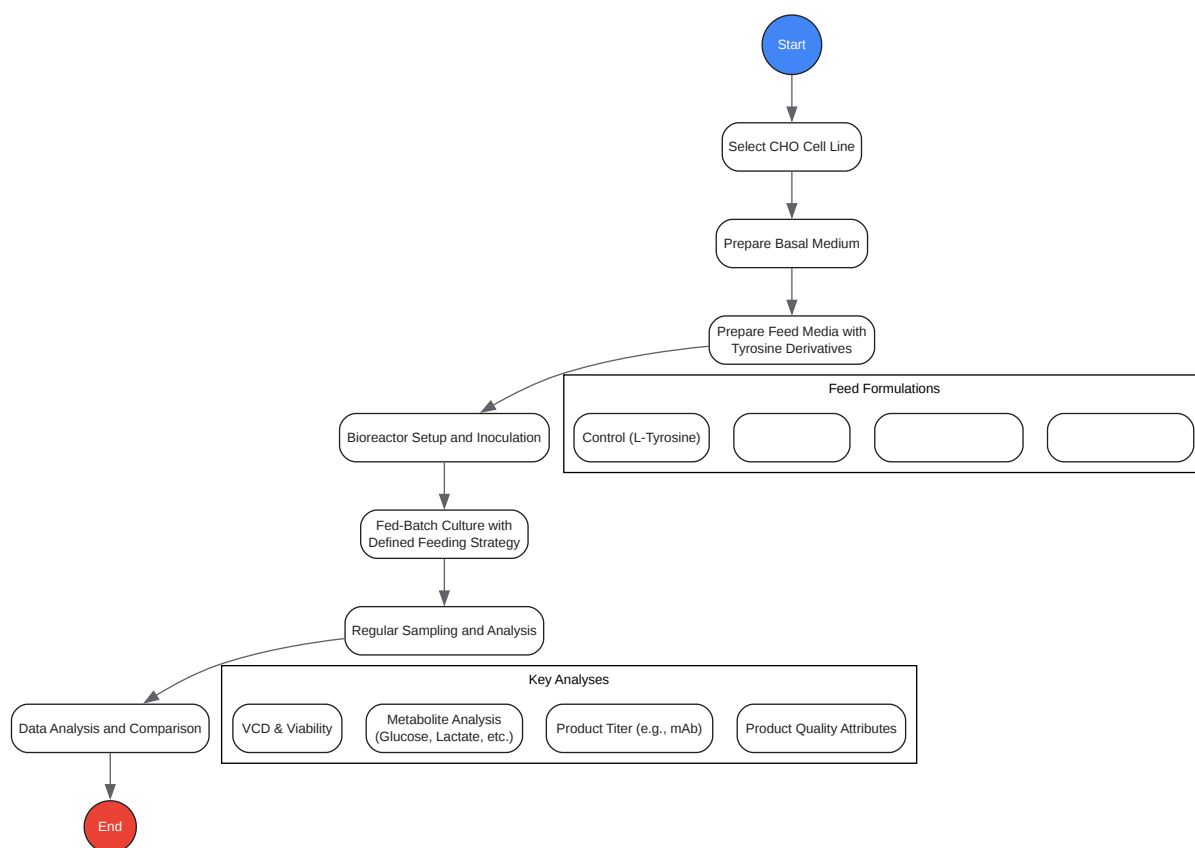 Start
Select CHO Cell Line
Prepare Basal Medium
Prepare Feed Media with
Tyrosine Derivatives
Feed Formulations
Bioreactor Setup and Inoculation
Control (L-Tyrosine)
Fed-Batch Culture with
Defined Feeding Strategy
Regular Sampling and Analysis
Key Analyses
Data Analysis and Comparison
VCD & Viability
Metabolite Analysis
(Glucose, Lactate, etc.)
Product Titer (e.g., mAb)
Product Quality Attributes
End